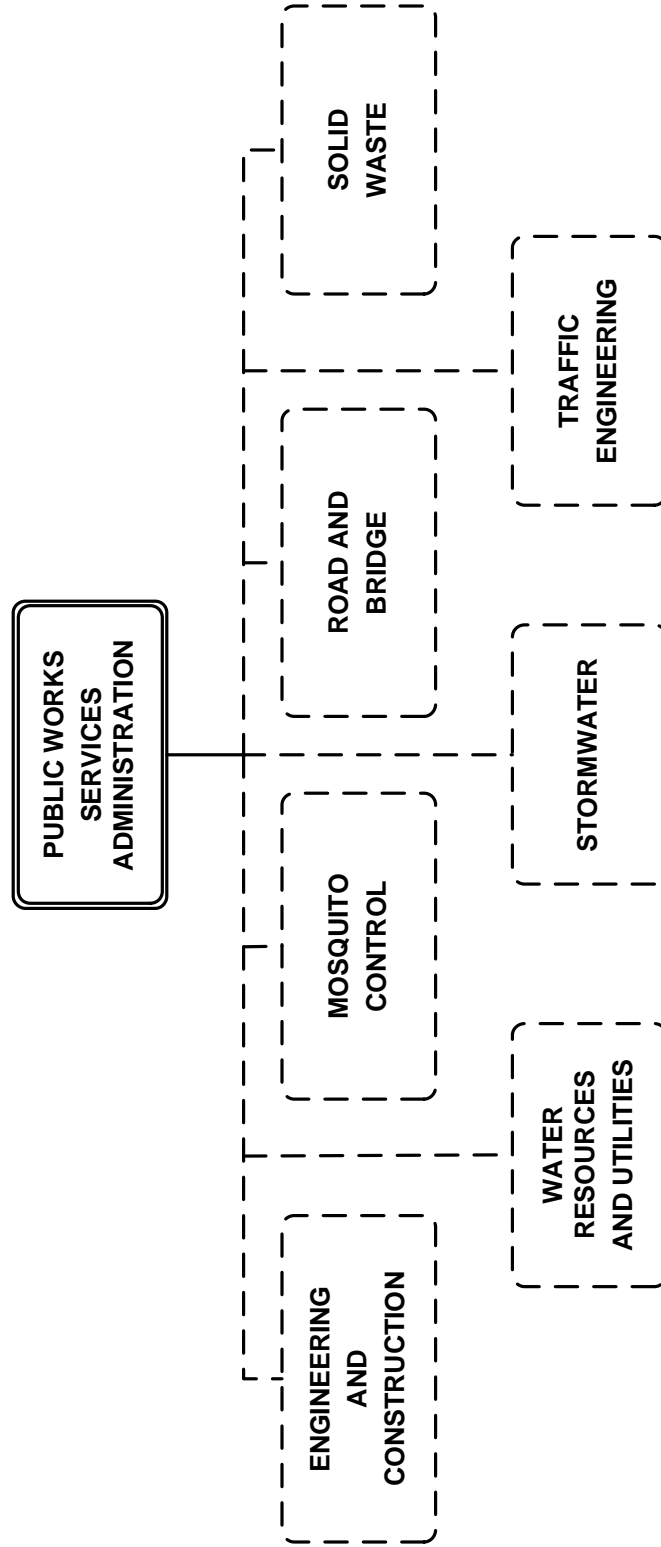 PUBLIC WORKS
SERVICES
ADMINISTRATION
ENGINEERING
AND
CONSTRUCTION
MOSQUITO
CONTROL
ROAD AND
BRIDGE
SOLID
WASTE
WATER
RESOURCES
AND UTILITIES
STORMWATER
TRAFFIC
ENGINEERING